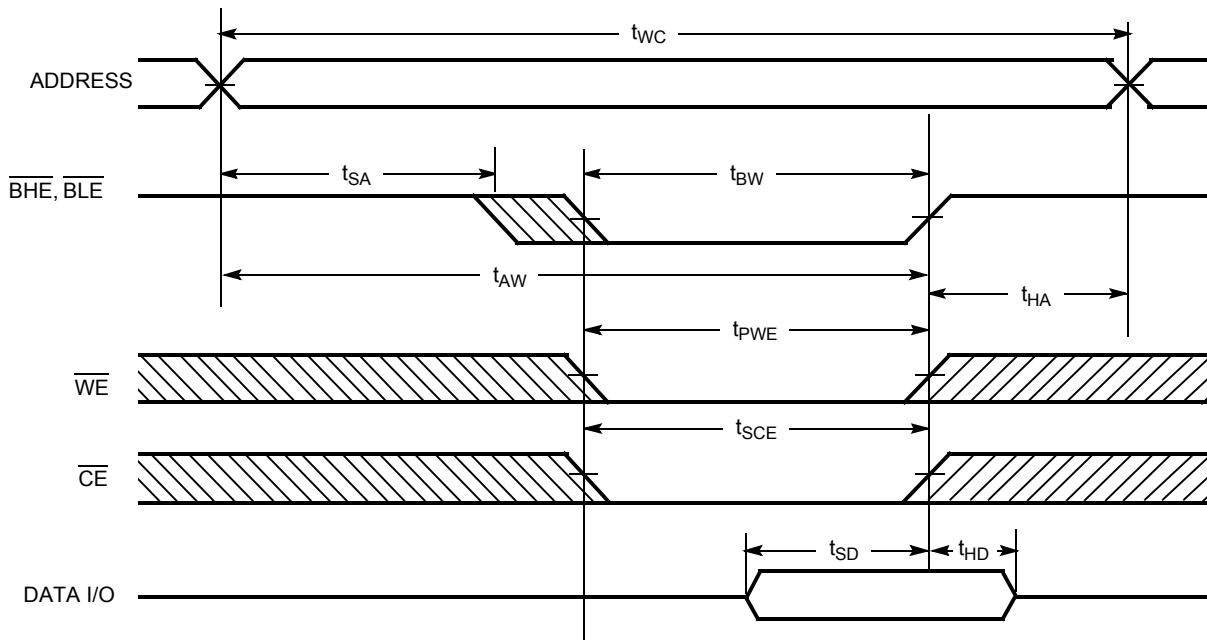 tWC
ADDRESS
tSA
tBW
BHE, BLE
tAW
tHA
tPWE
WE
tSCE
CE
tSD
tHD
DATA I/O